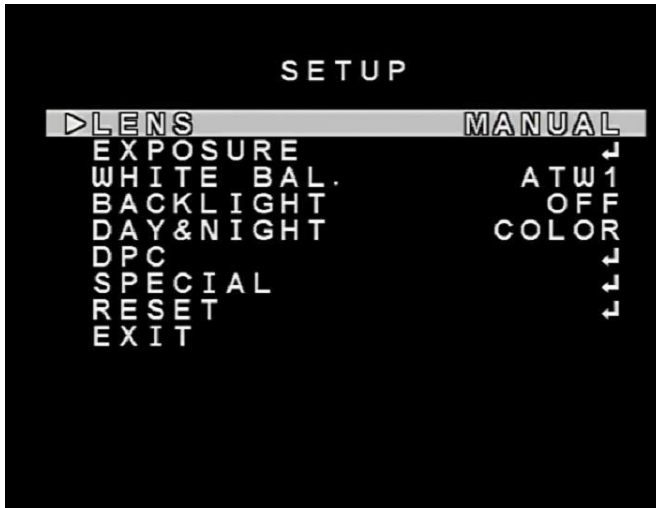 SETUP
LENS MANUAL
EXPOSURE ↲
WHITE BAL. ATW1
BACKLIGHT OFF
DAY&NIGHT COLOR
DPC ↲
SPECIAL ↲
RESET ↲
EXIT